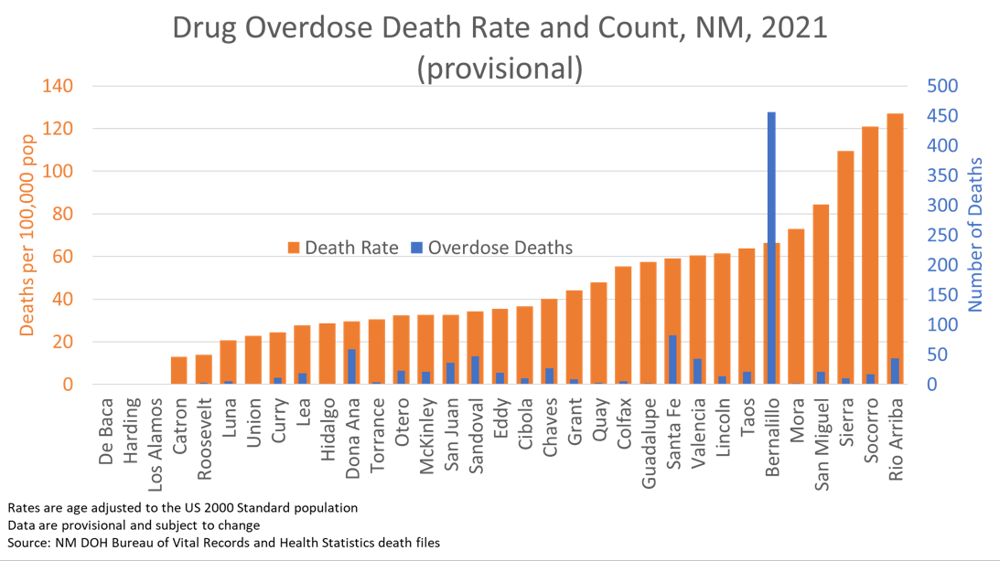 Drug Overdose Death Rate and Count, NM, 2021
(provisional)
140
120
100
80
60
40
20
0
Deaths per 100,000 pop
500
450
400
350
300
250
200
150
100
50
0
Number of Deaths
Death Rate
Overdose Deaths
De Baca
Harding
Los Alamos
Catron
Roosevelt
Luna
Union
Curry
Lea
Hidalgo
Dona Ana
Torrance
Otero
McKinley
San Juan
Sandoval
Eddy
Cibola
Chaves
Grant
Quay
Colfax
Guadalupe
Santa Fe
Valencia
Lincoln
Taos
Bernalillo
Mora
San Miguel
Sierra
Socorro
Rio Arriba
Rates are age adjusted to the US 2000 Standard population
Data are provisional and subject to change
Source: NM DOH Bureau of Vital Records and Health Statistics death files